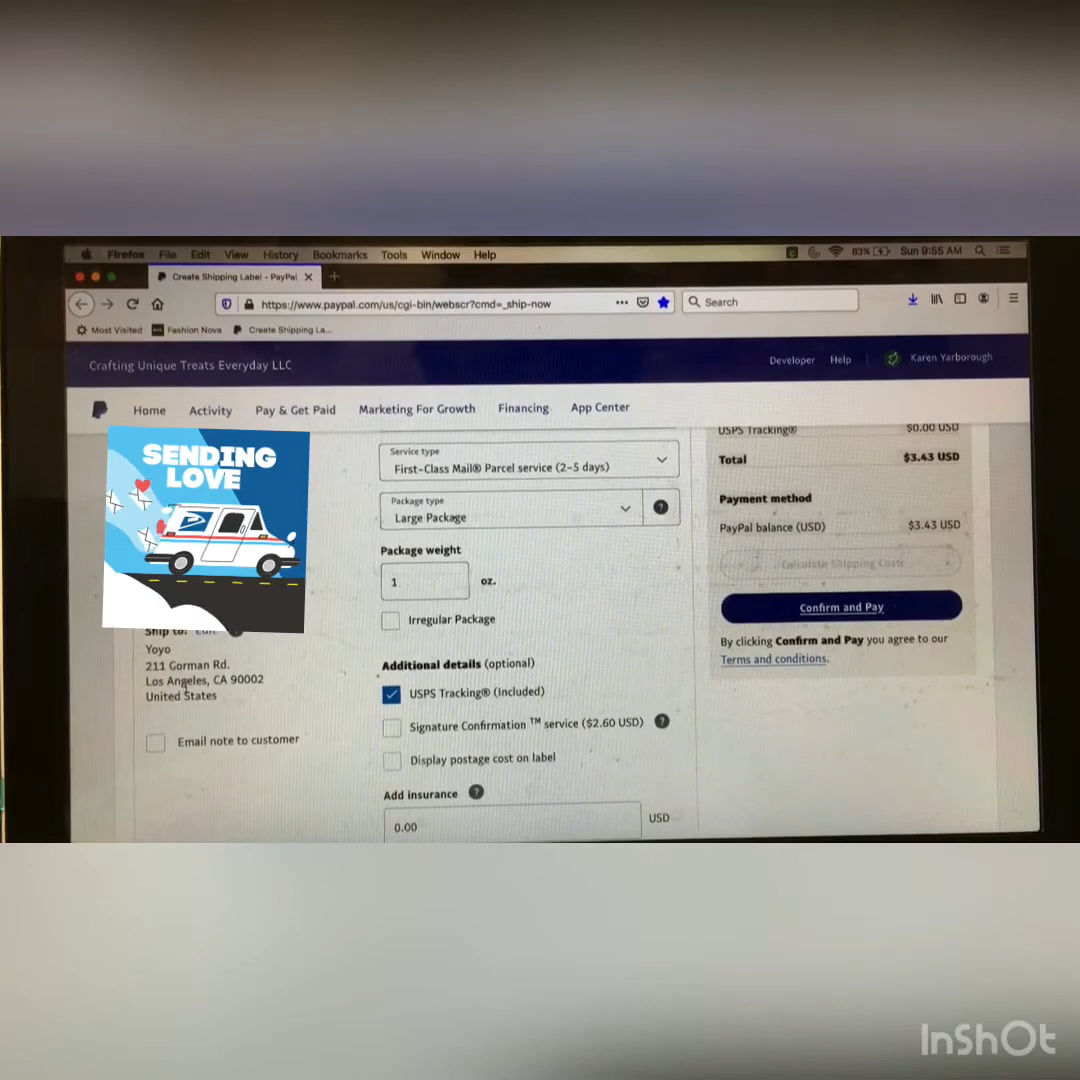 Firefox File Edit View History Bookmarks Tools Window Help 83% Sun 9:55 AM
Create Shipping Label - PayPal
https://www.paypal.com/us/cgi-bin/webscr?cmd=_ship-now
Search
Most Visited Fashion Nova Create Shipping La...
Crafting Unique Treats Everyday LLC
Developer Help Karen Yarborough
Home Activity Pay & Get Paid Marketing For Growth Financing App Center
SENDING
LOVE
Ship to: Edit
Yoyo
211 Gorman Rd.
Los Angeles, CA 90002
United States
Email note to customer
Service type
First-Class Mail® Parcel service (2-5 days)
Package type
Large Package
Package weight
1 oz.
Irregular Package
Additional details (optional)
USPS Tracking® (Included)
Signature Confirmation ™ service ($2.60 USD)
Display postage cost on label
Add insurance
0.00 USD
USPS Tracking® $0.00 USD
Total $3.43 USD
Payment method
PayPal balance (USD) $3.43 USD
Calculate Shipping Costs
Confirm and Pay
By clicking Confirm and Pay you agree to our
Terms and conditions.
InShOt